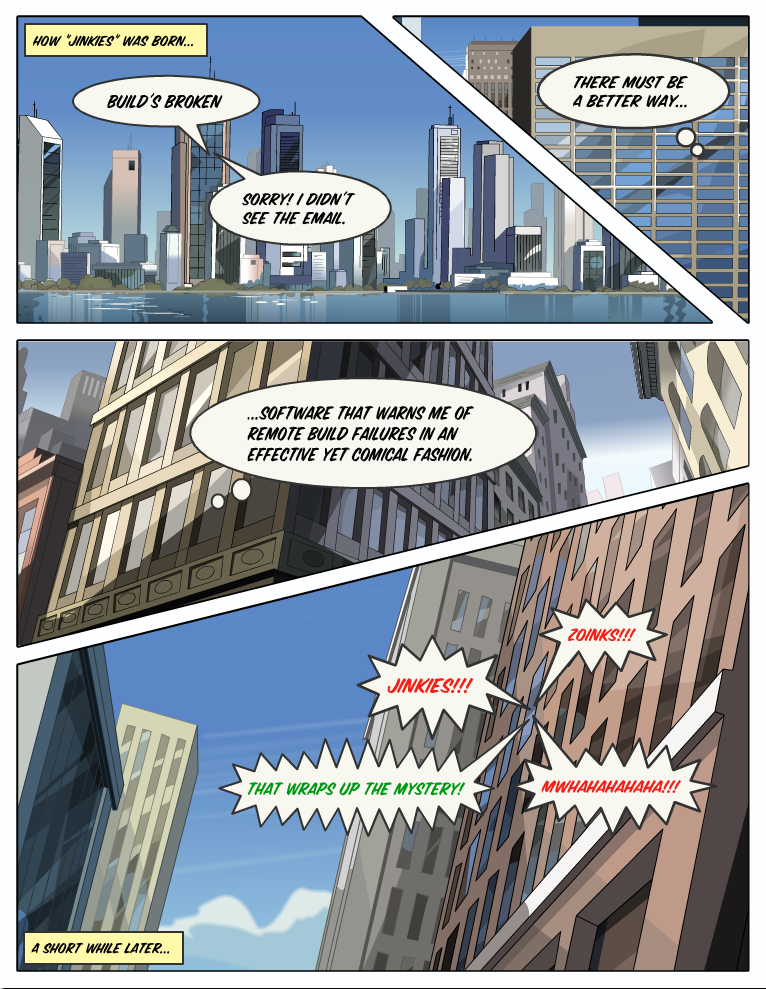 HOW "JINKIES" WAS BORN...
BUILD'S BROKEN
SORRY! I DIDN'T
SEE THE EMAIL.
THERE MUST BE
A BETTER WAY...
...SOFTWARE THAT WARNS ME OF
REMOTE BUILD FAILURES IN AN
EFFECTIVE YET COMICAL FASHION.
ZOINKS!!!
JINKIES!!!
THAT WRAPS UP THE MYSTERY!
MWHAHAHAHAHA!!!
A SHORT WHILE LATER...